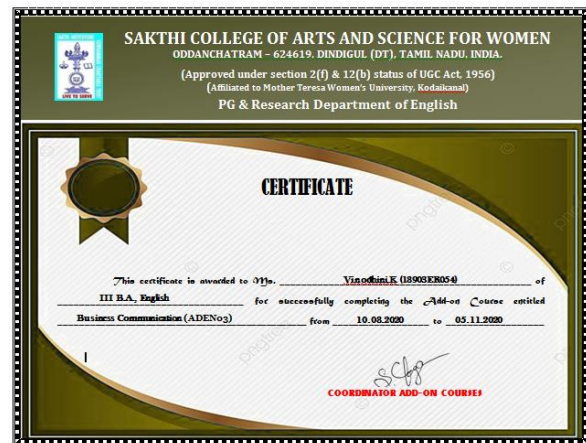 SAKTHI COLLEGE OF ARTS AND SCIENCE FOR WOMEN
ODDANCHATRAM – 624619. DINDIGUL (DT), TAMIL NADU. INDIA.
(Approved under section 2(f) & 12(b) status of UGC Act, 1956)
(Affiliated to Mother Teresa Women's University, Kodaikanal)
PG & Research Department of English
LIVE TO SERVE
CERTIFICATE
This certificate is awarded to Ms. Vinodhini.K (18903ER054) of
III B.A., English for successfully completing the Add-on Course entitled
Business Communication (ADEN03) from 10.08.2020 to 05.11.2020
COORDINATOR ADD-ON COURSES